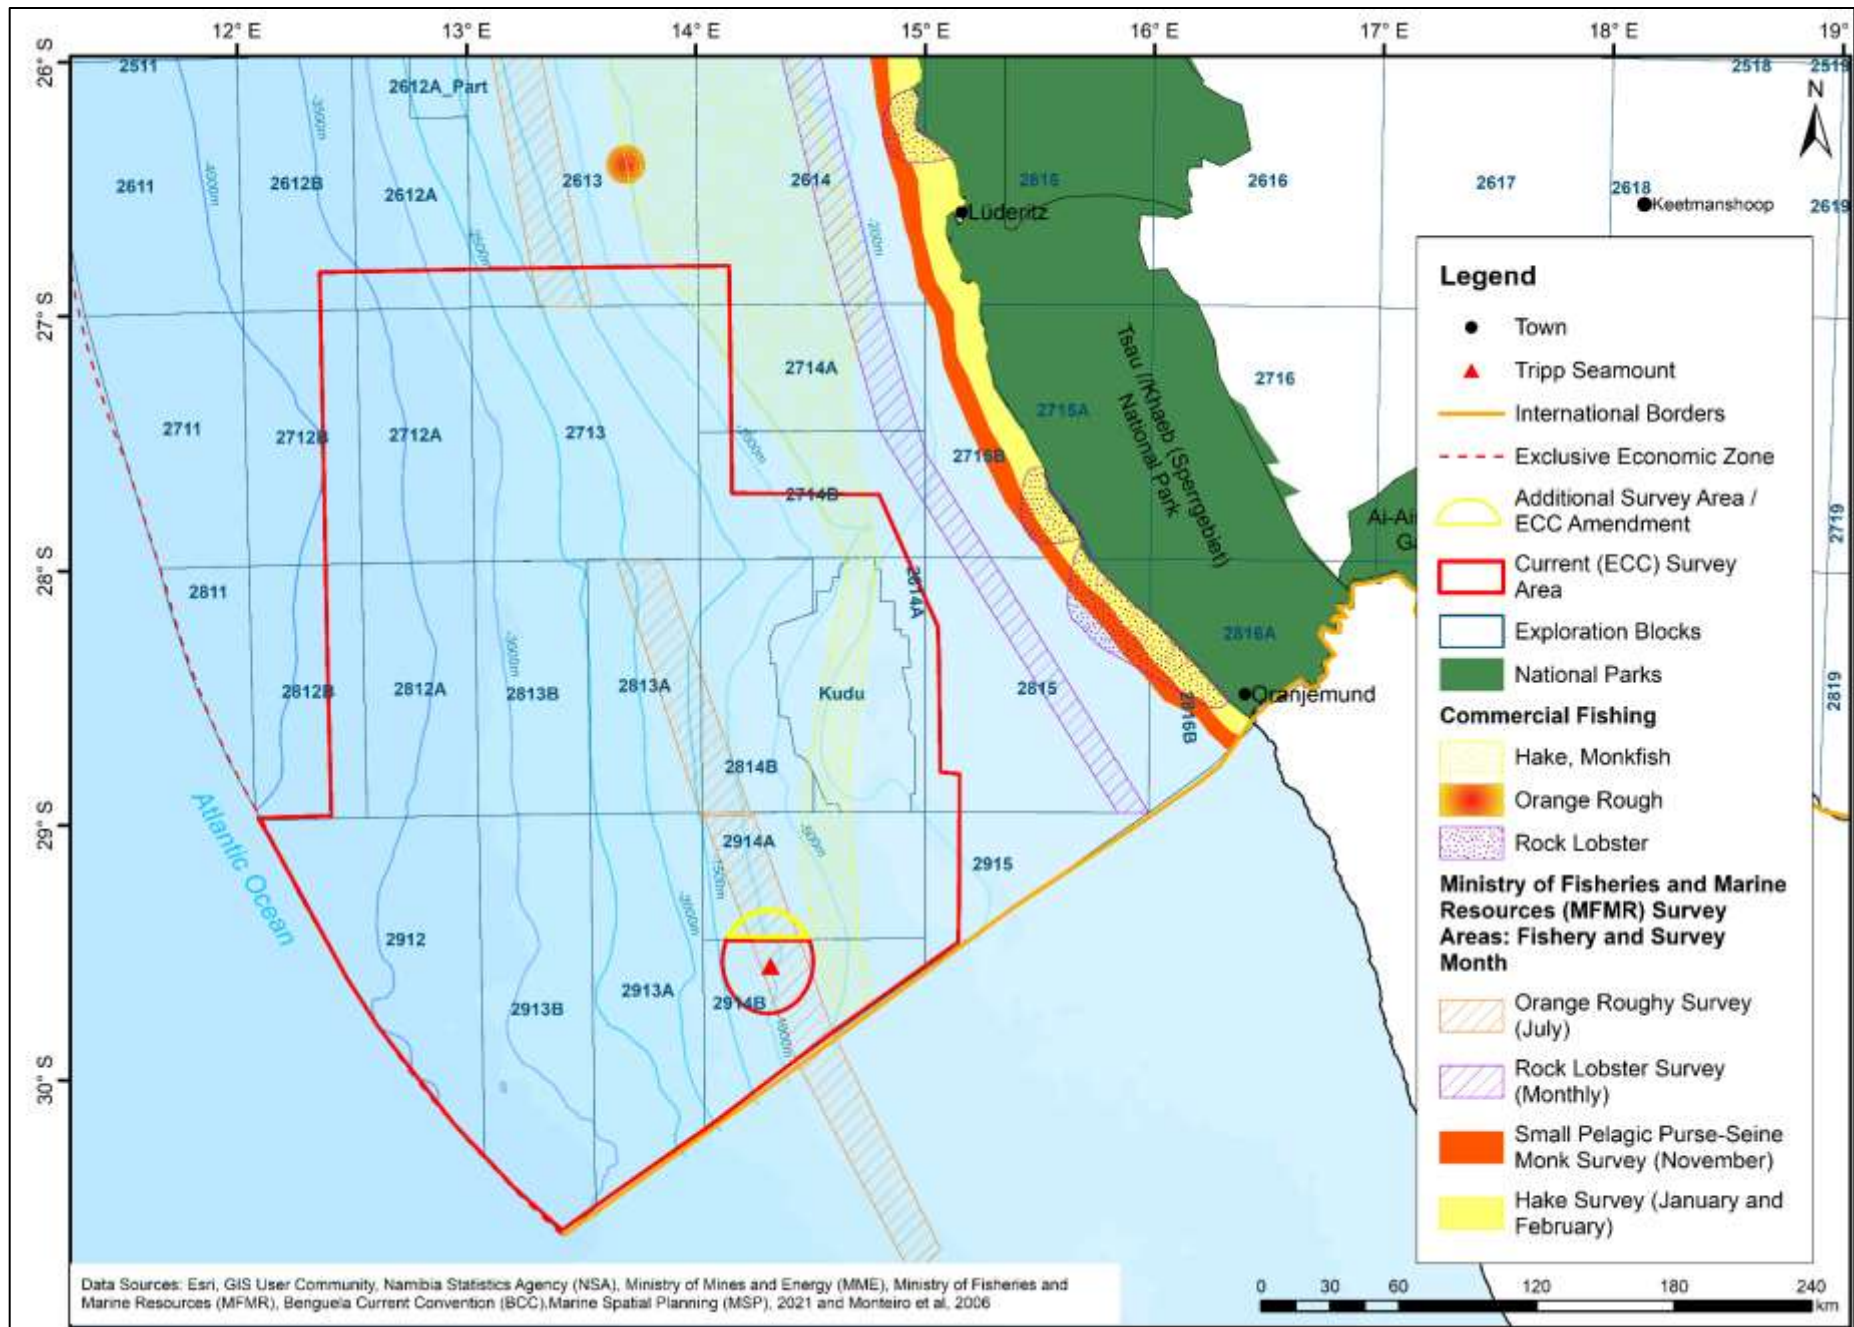 12° E
13° E
14° E
15° E
16° E
17° E
18° E
19°
26° S
27° S
28° S
29° S
30° S
2511
2612A_Part
2518
2519
N
-3500m
-4000m
2611
2612B
2612A
2613
2614
2615
2616
2617
2618
2619
Keetmanshoop
Lüderitz
-200m
2714A
2716
2715A
Tsau //Khaeb (Sperrgebiet)
National Park
2711
2712B
2712A
2713
2714B
2719
2811
2814A
2816A
2812B
2812A
2813B
2813A
Kudu
2815
Oranjemund
2816B
2819
-3000m
2814B
Atlantic Ocean
2914A
-500m
2915
2912
2913B
2913A
2914B
Legend
Town
Tripp Seamount
International Borders
Exclusive Economic Zone
Additional Survey Area /
ECC Amendment
Current (ECC) Survey
Area
Exploration Blocks
National Parks
Commercial Fishing
Hake, Monkfish
Orange Rough
Rock Lobster
Ministry of Fisheries and Marine
Resources (MFMR) Survey
Areas: Fishery and Survey
Month
Orange Roughy Survey
(July)
Rock Lobster Survey
(Monthly)
Small Pelagic Purse-Seine
Monk Survey (November)
Hake Survey (January and
February)
Data Sources: Esri, GIS User Community, Namibia Statistics Agency (NSA), Ministry of Mines and Energy (MME), Ministry of Fisheries and
Marine Resources (MFMR), Benguela Current Convention (BCC),Marine Spatial Planning (MSP), 2021 and Monteiro et al, 2006
0 30 60 120 180 240
km